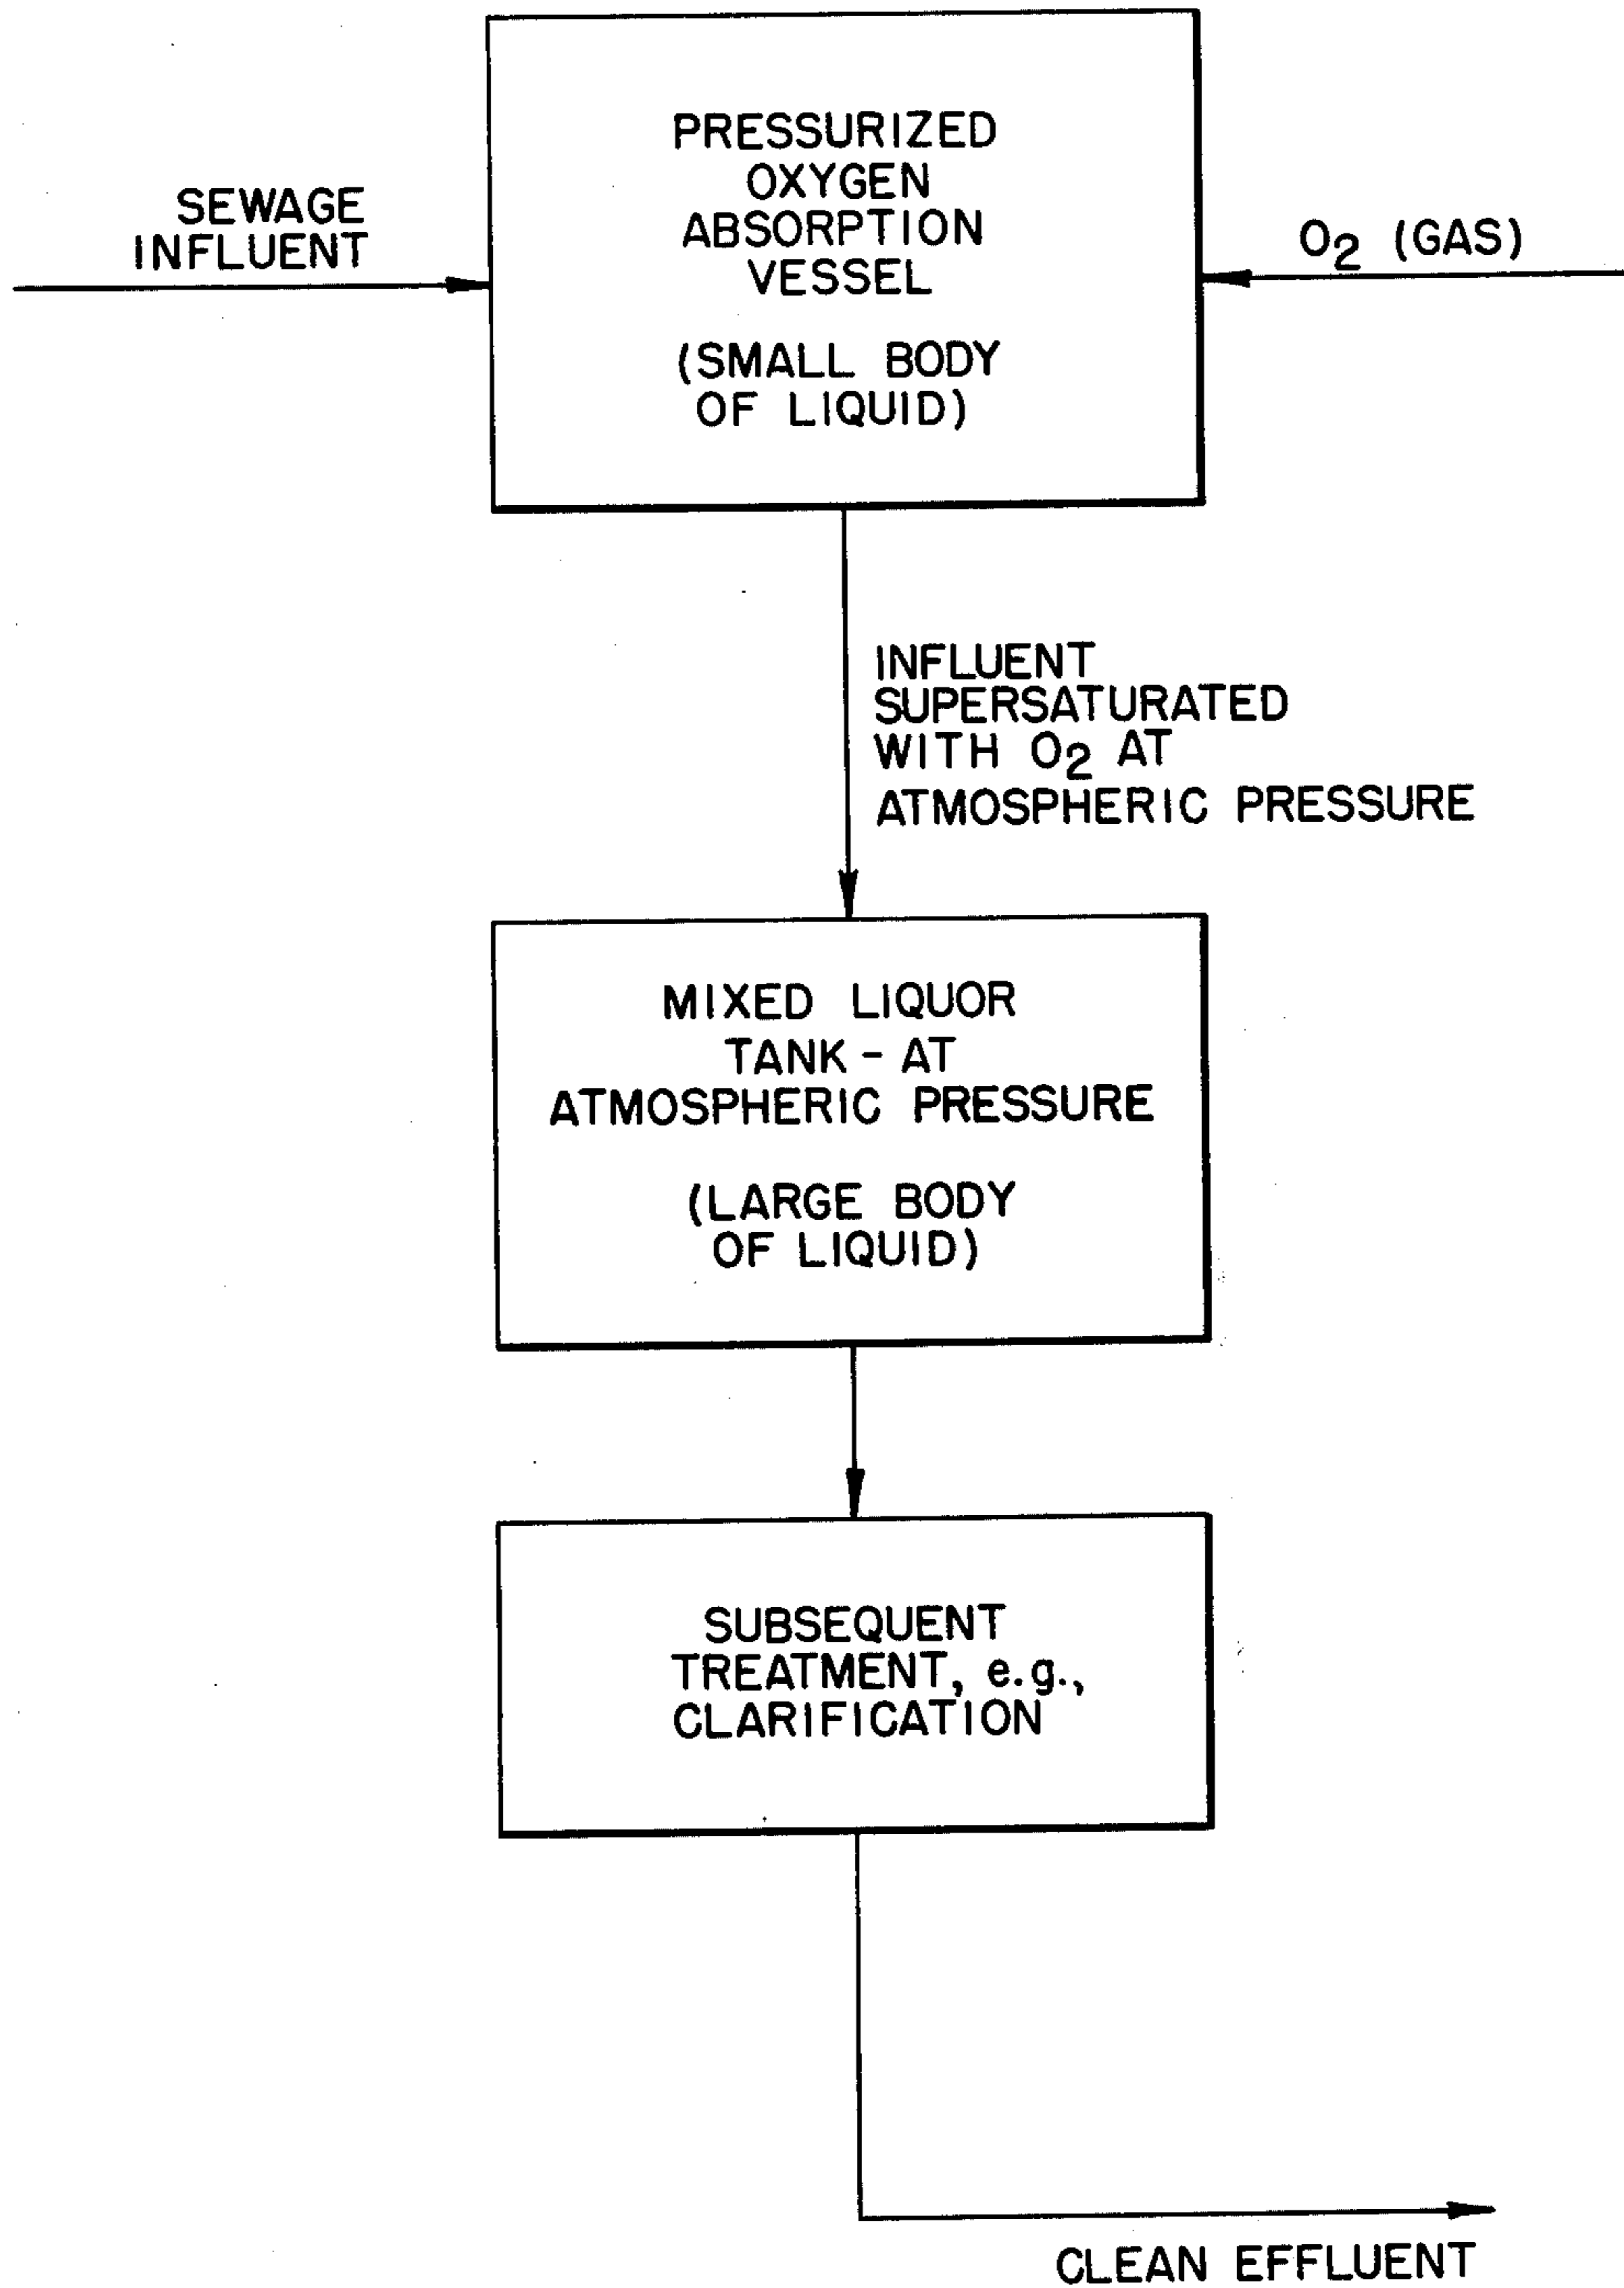 PRESSURIZED
OXYGEN
ABSORPTION
VESSEL
(SMALL BODY
OF LIQUID)
SEWAGE
INFLUENT
O2 (GAS)
INFLUENT
SUPERSATURATED
WITH O2 AT
ATMOSPHERIC PRESSURE
MIXED LIQUOR
TANK - AT
ATMOSPHERIC PRESSURE
(LARGE BODY
OF LIQUID)
SUBSEQUENT
TREATMENT, e.g.,
CLARIFICATION
CLEAN EFFLUENT